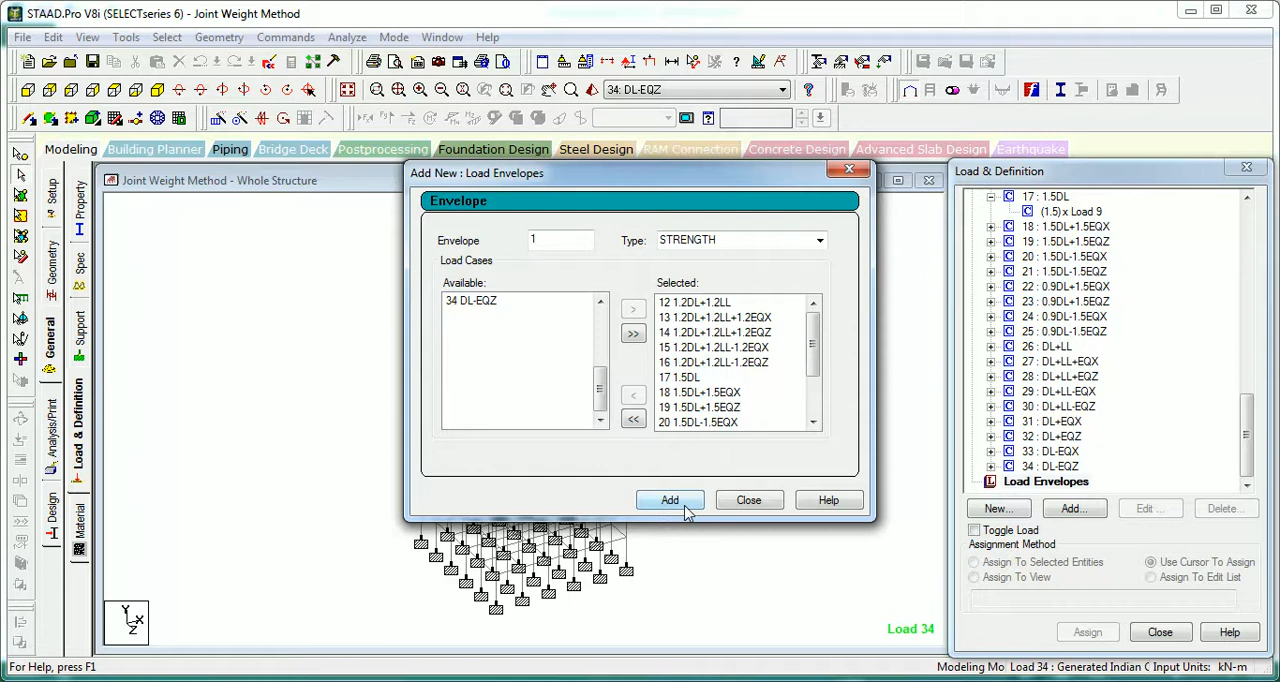 STAAD.Pro V8i (SELECTseries 6) - Joint Weight Method
File Edit View Tools Select Geometry Commands Analyze Mode Window Help
34: DL-EQZ
Modeling Building Planner Piping Bridge Deck Postprocessing Foundation Design Steel Design RAM Connection Concrete Design Advanced Slab Design Earthquake
Joint Weight Method - Whole Structure
Setup
Geometry
General
Analysis/Print
Design
Property
Spec
Support
Load & Definition
Material
Add New : Load Envelopes
Envelope
Envelope 1 Type: STRENGTH
Load Cases
Available: Selected:
34 DL-EQZ
12 1.2DL+1.2LL
13 1.2DL+1.2LL+1.2EQX
14 1.2DL+1.2LL+1.2EQZ
15 1.2DL+1.2LL-1.2EQX
16 1.2DL+1.2LL-1.2EQZ
17 1.5DL
18 1.5DL+1.5EQX
19 1.5DL+1.5EQZ
20 1.5DL-1.5EQX
>
>>
<
<<
Add Close Help
Y
X
Z
Load 34
Load & Definition
17 : 1.5DL
(1.5) x Load 9
18 : 1.5DL+1.5EQX
19 : 1.5DL+1.5EQZ
20 : 1.5DL-1.5EQX
21 : 1.5DL-1.5EQZ
22 : 0.9DL+1.5EQX
23 : 0.9DL+1.5EQZ
24 : 0.9DL-1.5EQX
25 : 0.9DL-1.5EQZ
26 : DL+LL
27 : DL+LL+EQX
28 : DL+LL+EQZ
29 : DL+LL-EQX
30 : DL+LL-EQZ
31 : DL+EQX
32 : DL+EQZ
33 : DL-EQX
34 : DL-EQZ
Load Envelopes
New... Add... Edit ... Delete...
Toggle Load
Assignment Method
Assign To Selected Entities Use Cursor To Assign
Assign To View Assign To Edit List
Assign Close Help
For Help, press F1 Modeling Mo Load 34 : Generated Indian C Input Units: kN-m